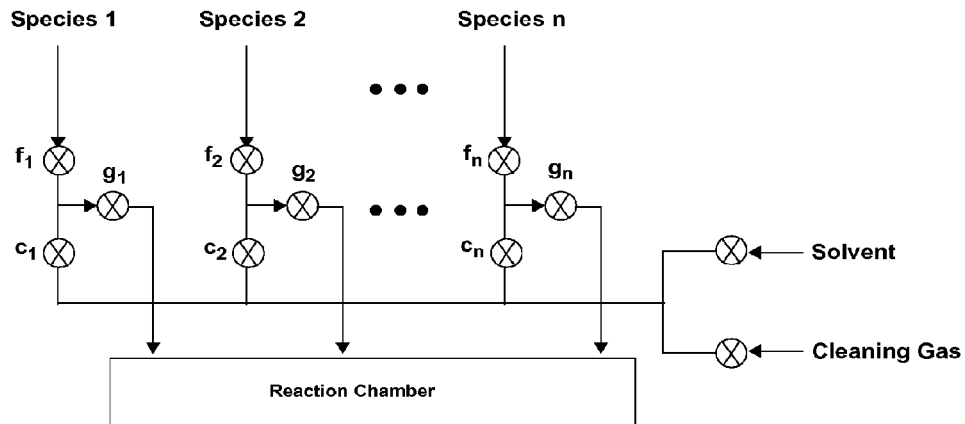 Species 1 Species 2 Species n
f1 f2 fn
g1 g2 gn
c1 c2 cn
Solvent
Cleaning Gas
Reaction Chamber